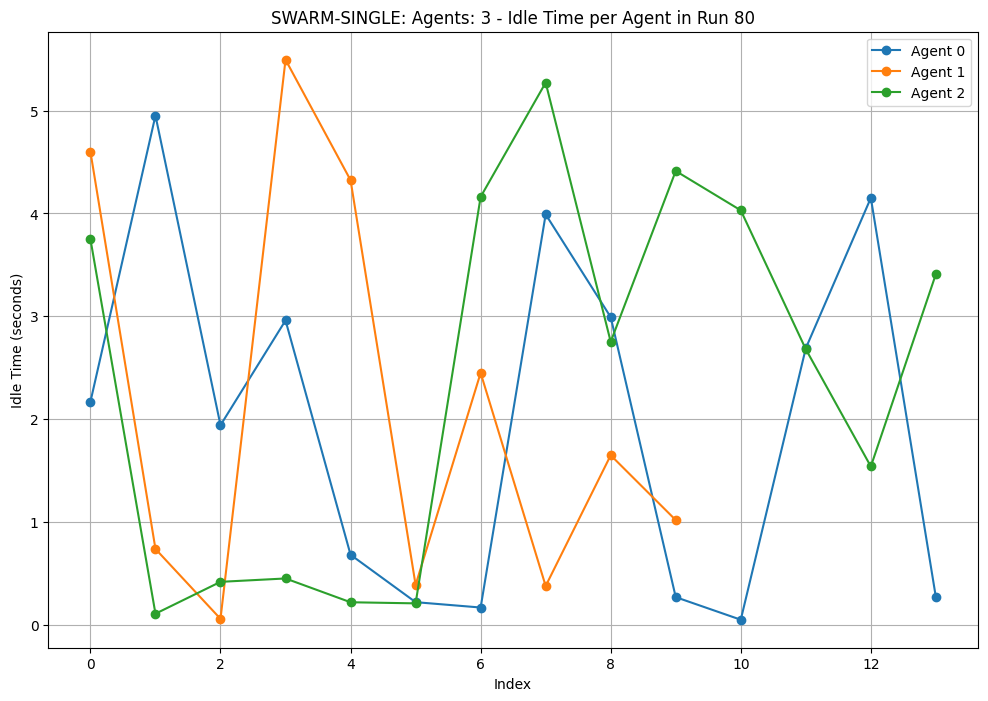 SWARM-SINGLE: Agents: 3 - Idle Time per Agent in Run 80
Agent 0
Agent 1
Agent 2
Idle Time (seconds)
5
4
3
2
1
0
0 2 4 6 8 10 12
Index